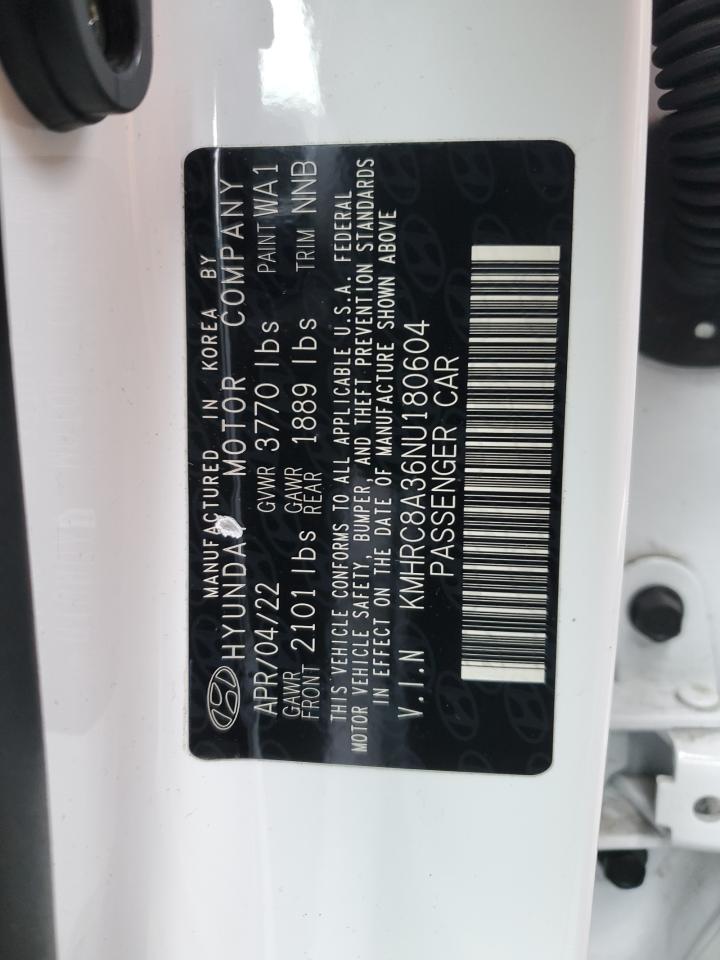 MANUFACTURED IN KOREA BY
HYUNDAI MOTOR COMPANY
APR/04/22 GVWR 3770 lbs PAINT WA1
GAWR FRONT 2101 lbs GAWR REAR 1889 lbs TRIM NNB
THIS VEHICLE CONFORMS TO ALL APPLICABLE U.S.A. FEDERAL
MOTOR VEHICLE SAFETY, BUMPER, AND THEFT PREVENTION STANDARDS
IN EFFECT ON THE DATE OF MANUFACTURE SHOWN ABOVE
V.I.N KMHRC8A36NU180604
PASSENGER CAR